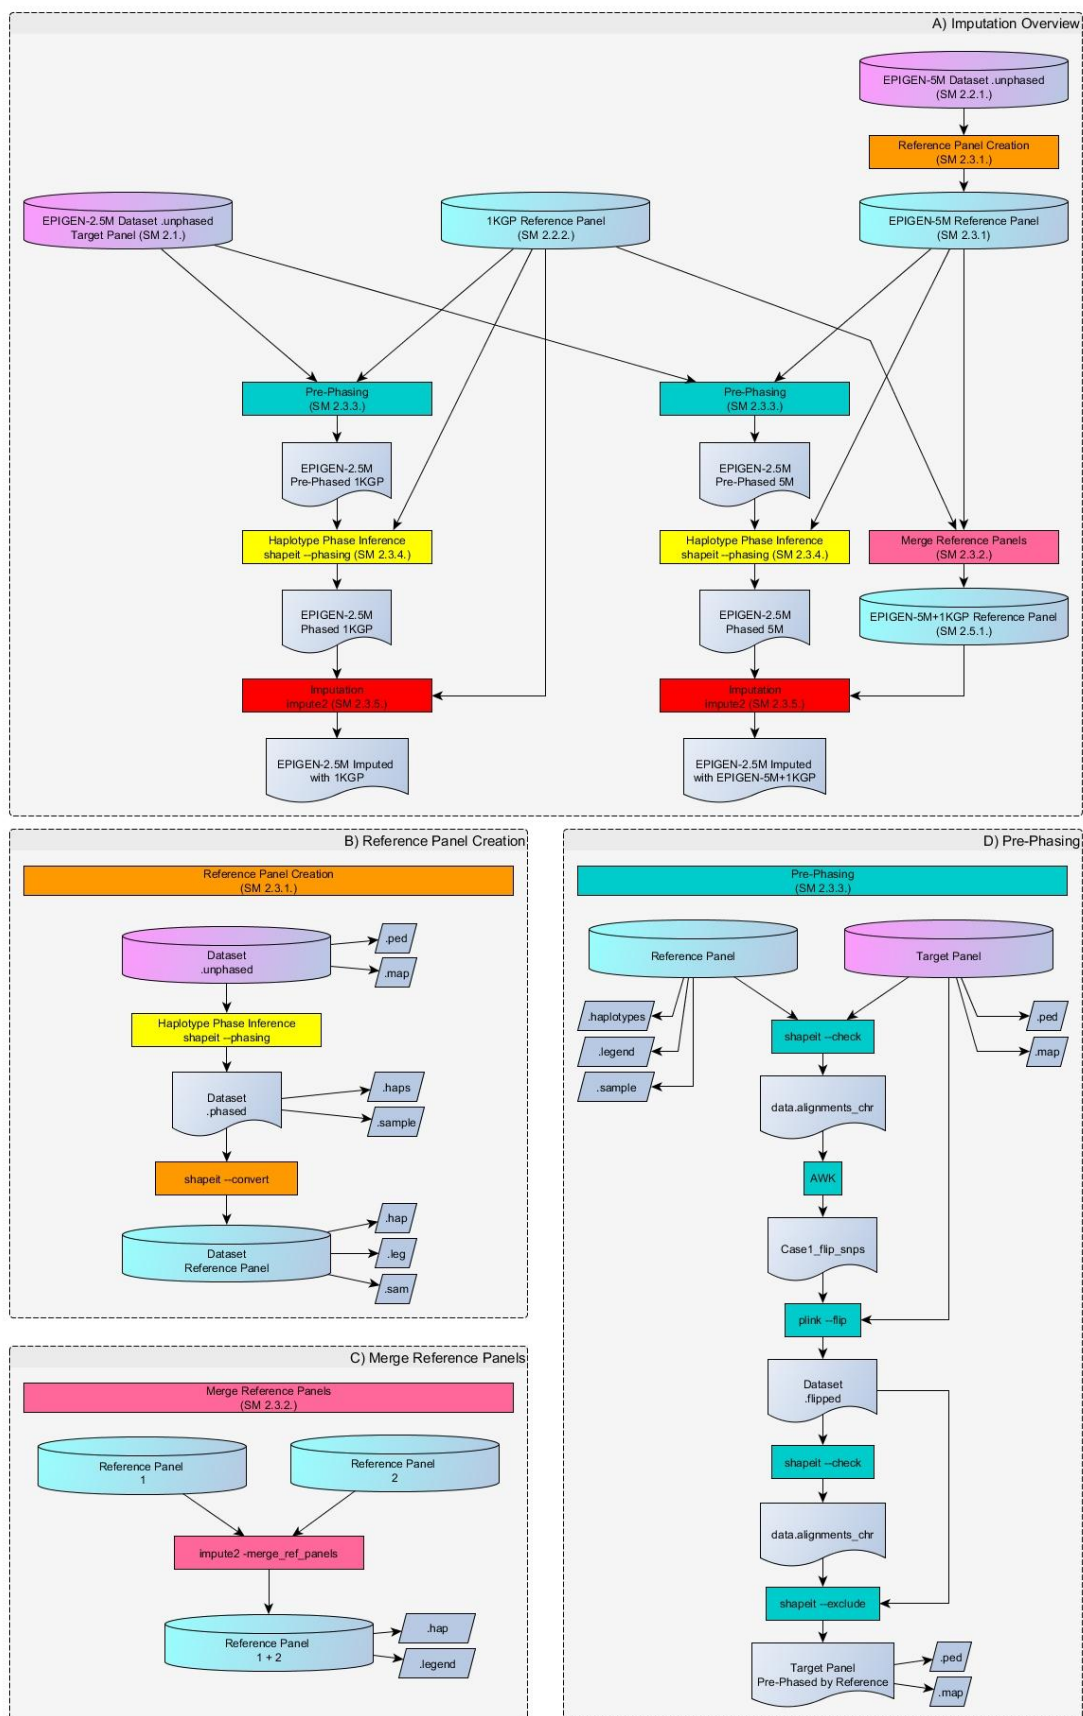 A) Imputation Overview
EPIGEN-5M Dataset .unphased
(SM 2.2.1.)
Reference Panel Creation
(SM 2.3.1.)
EPIGEN-2.5M Dataset .unphased
Target Panel (SM 2.1.)
1KGP Reference Panel
(SM 2.2.2.)
EPIGEN-5M Reference Panel
(SM 2.3.1)
Pre-Phasing
(SM 2.3.3.)
Pre-Phasing
(SM 2.3.3.)
EPIGEN-2.5M
Pre-Phased 1KGP
EPIGEN-2.5M
Pre-Phased 5M
Haplotype Phase Inference
shapeit --phasing (SM 2.3.4.)
Haplotype Phase Inference
shapeit --phasing (SM 2.3.4.)
Merge Reference Panels
(SM 2.3.2.)
EPIGEN-2.5M
Phased 1KGP
EPIGEN-2.5M
Phased 5M
EPIGEN-5M+1KGP Reference Panel
(SM 2.5.1.)
Imputation
impute2 (SM 2.3.5.)
Imputation
impute2 (SM 2.3.5.)
EPIGEN-2.5M Imputed
with 1KGP
EPIGEN-2.5M Imputed
with EPIGEN-5M+1KGP
B) Reference Panel Creation
Reference Panel Creation
(SM 2.3.1.)
Dataset
.unphased
.ped
.map
Haplotype Phase Inference
shapeit --phasing
Dataset
.phased
.haps
.sample
shapeit --convert
Dataset
Reference Panel
.hap
.leg
.sam
C) Merge Reference Panels
Merge Reference Panels
(SM 2.3.2.)
Reference Panel
1
Reference Panel
2
impute2 -merge_ref_panels
Reference Panel
1 + 2
.hap
.legend
D) Pre-Phasing
Pre-Phasing
(SM 2.3.3.)
Reference Panel
Target Panel
.haplotypes
.legend
.sample
shapeit --check
.ped
.map
data.alignments_chr
AWK
Case1_flip_snps
plink --flip
Dataset
.flipped
shapeit --check
data.alignments_chr
shapeit --exclude
Target Panel
Pre-Phased by Reference
.ped
.map